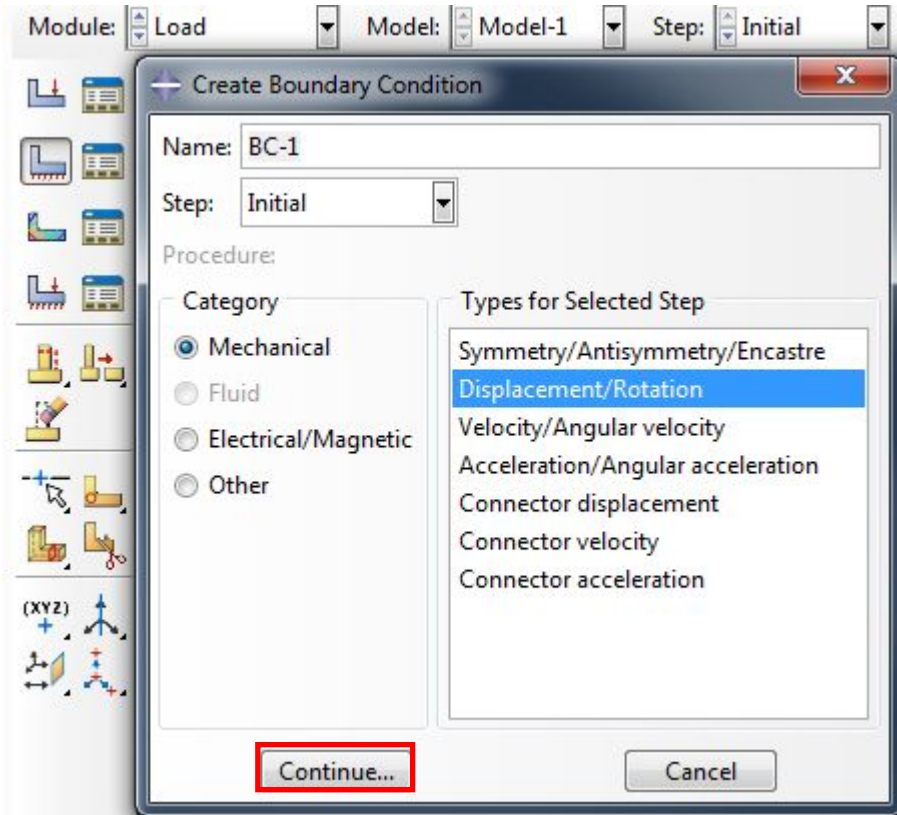 Module: Load Model: Model-1 Step: Initial
Create Boundary Condition
Name: BC-1
Step: Initial
Procedure:
Category
Mechanical
Fluid
Electrical/Magnetic
Other
Types for Selected Step
Symmetry/Antisymmetry/Encastre
Displacement/Rotation
Velocity/Angular velocity
Acceleration/Angular acceleration
Connector displacement
Connector velocity
Connector acceleration
(XYZ)
Continue... Cancel